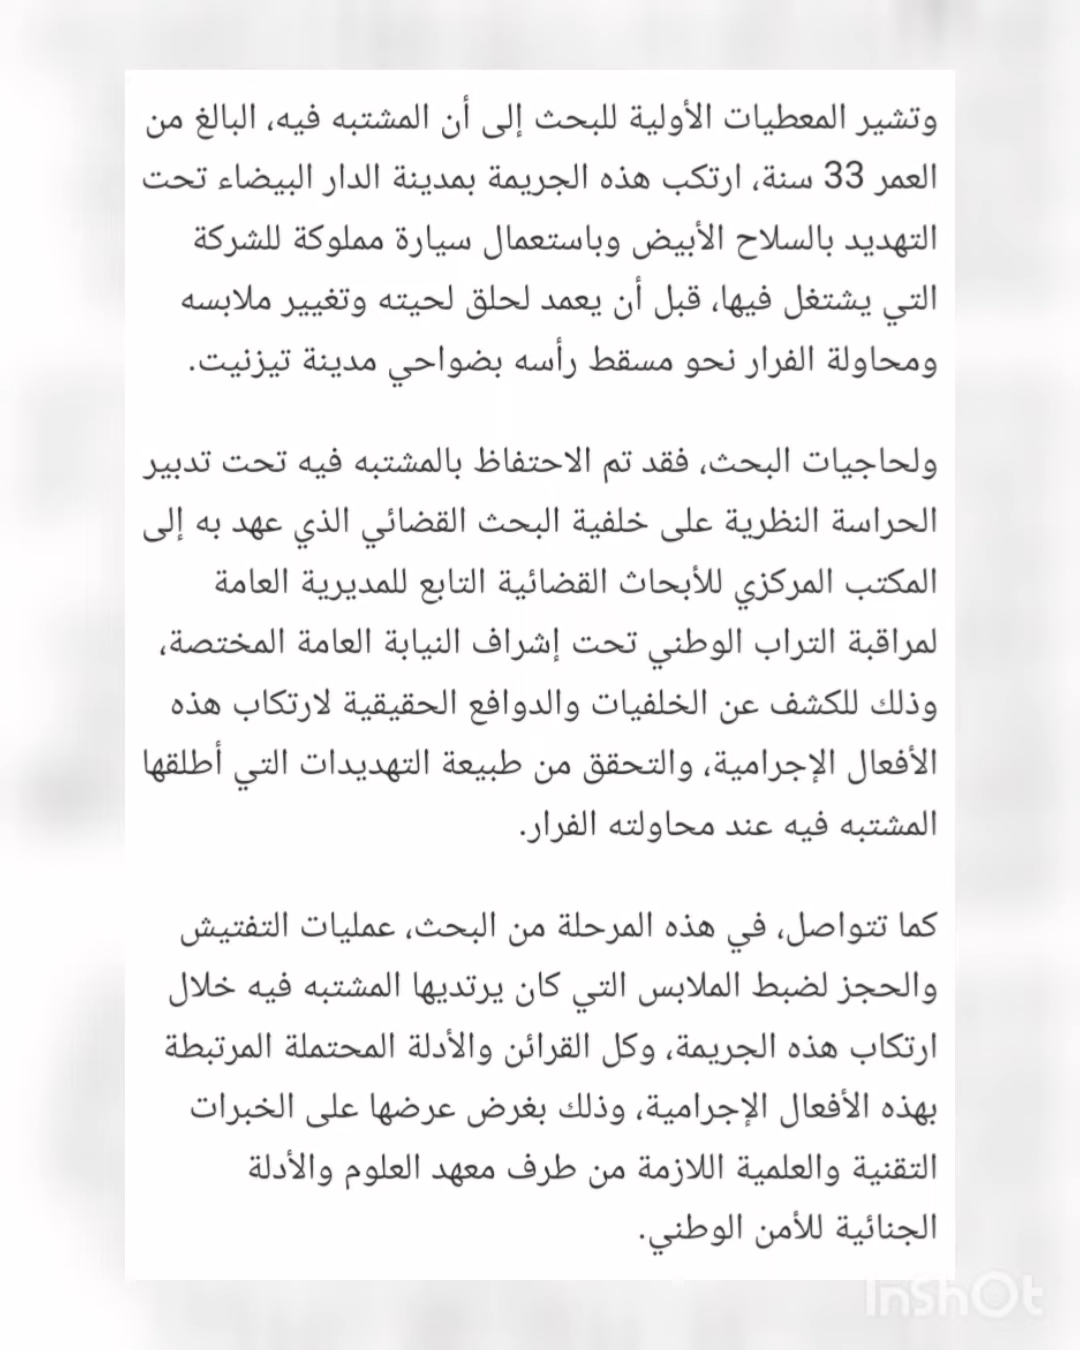 وتشير المعطيات الأولية للبحث إلى أن المشتبه فيه، البالغ من
العمر 33 سنة، ارتكب هذه الجريمة بمدينة الدار البيضاء تحت
التهديد بالسلاح الأبيض وباستعمال سيارة مملوكة للشركة
التي يشتغل فيها، قبل أن يعمد لحلق لحيته وتغيير ملابسه
ومحاولة الفرار نحو مسقط رأسه بضواحي مدينة تيزنيت.
ولحاجيات البحث، فقد تم الاحتفاظ بالمشتبه فيه تحت تدبير
الحراسة النظرية على خلفية البحث القضائي الذي عهد به إلى
المكتب المركزي للأبحاث القضائية التابع للمديرية العامة
لمراقبة التراب الوطني تحت إشراف النيابة العامة المختصة،
وذلك للكشف عن الخلفيات والدوافع الحقيقية لارتكاب هذه
الأفعال الإجرامية، والتحقق من طبيعة التهديدات التي أطلقها
المشتبه فيه عند محاولته الفرار.
كما تتواصل، في هذه المرحلة من البحث، عمليات التفتيش
والحجز لضبط الملابس التي كان يرتديها المشتبه فيه خلال
ارتكاب هذه الجريمة، وكل القرائن والأدلة المحتملة المرتبطة
بهذه الأفعال الإجرامية، وذلك بغرض عرضها على الخبرات
التقنية والعلمية اللازمة من طرف معهد العلوم والأدلة
الجنائية للأمن الوطني.
InShOt